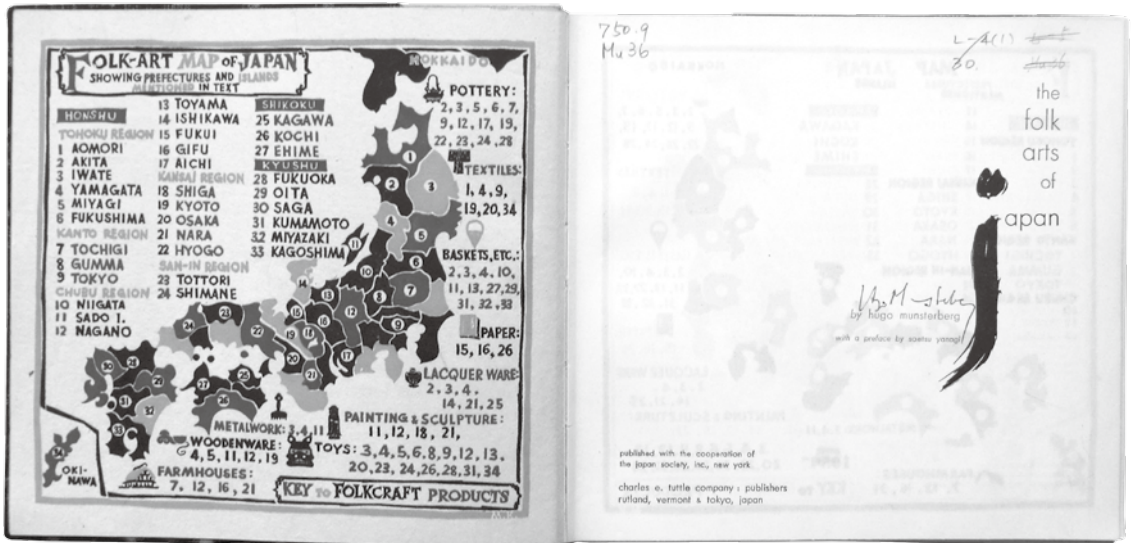 FOLK-ART MAP OF JAPAN
SHOWING PREFECTURES AND ISLANDS
MENTIONED IN TEXT
HONSHU
TOHOKU REGION
1 AOMORI
2 AKITA
3 IWATE
4 YAMAGATA
5 MIYAGI
6 FUKUSHIMA
KANTO REGION
7 TOCHIGI
8 GUMMA
9 TOKYO
CHUBU REGION
10 NIIGATA
11 SADO I.
12 NAGANO
13 TOYAMA
14 ISHIKAWA
15 FUKUI
16 GIFU
17 AICHI
KANSAI REGION
18 SHIGA
19 KYOTO
20 OSAKA
21 NARA
22 HYOGO
SAN-IN REGION
23 TOTTORI
24 SHIMANE
SHIKOKU
25 KAGAWA
26 KOCHI
27 EHIME
KYUSHU
28 FUKUOKA
29 OITA
30 SAGA
31 KUMAMOTO
32 MIYAZAKI
33 KAGOSHIMA
HOKKAIDO
POTTERY:
2, 3, 5, 6, 7,
9, 12, 17, 19,
22, 23, 24, 28
TEXTILES:
1, 4, 9,
19, 20, 34
BASKETS, ETC.:
2, 3, 4, 10,
11, 13, 27, 29,
31, 32, 33
PAPER:
15, 16, 26
LACQUER WARE:
2, 3, 4,
14, 21, 25
PAINTING & SCULPTURE:
11, 12, 18, 21,
METALWORK: 3, 4, 11
WOODENWARE:
4, 5, 11, 12, 19
TOYS: 3, 4, 5, 6, 8, 9, 12, 13,
20, 23, 24, 26, 28, 31, 34
FARMHOUSES:
7. 12, 16, 21
OKI-
NAWA
KEY TO FOLKCRAFT PRODUCTS
750.9
Mu 36
L-4(1)
30.
the
folk
arts
of
japan
Hugo Munsterberg
by hugo munsterberg
with a preface by soetsu yanagi
published with the cooperation of
the japan society, inc., new york
charles e. tuttle company : publishers
rutland, vermont & tokyo, japan